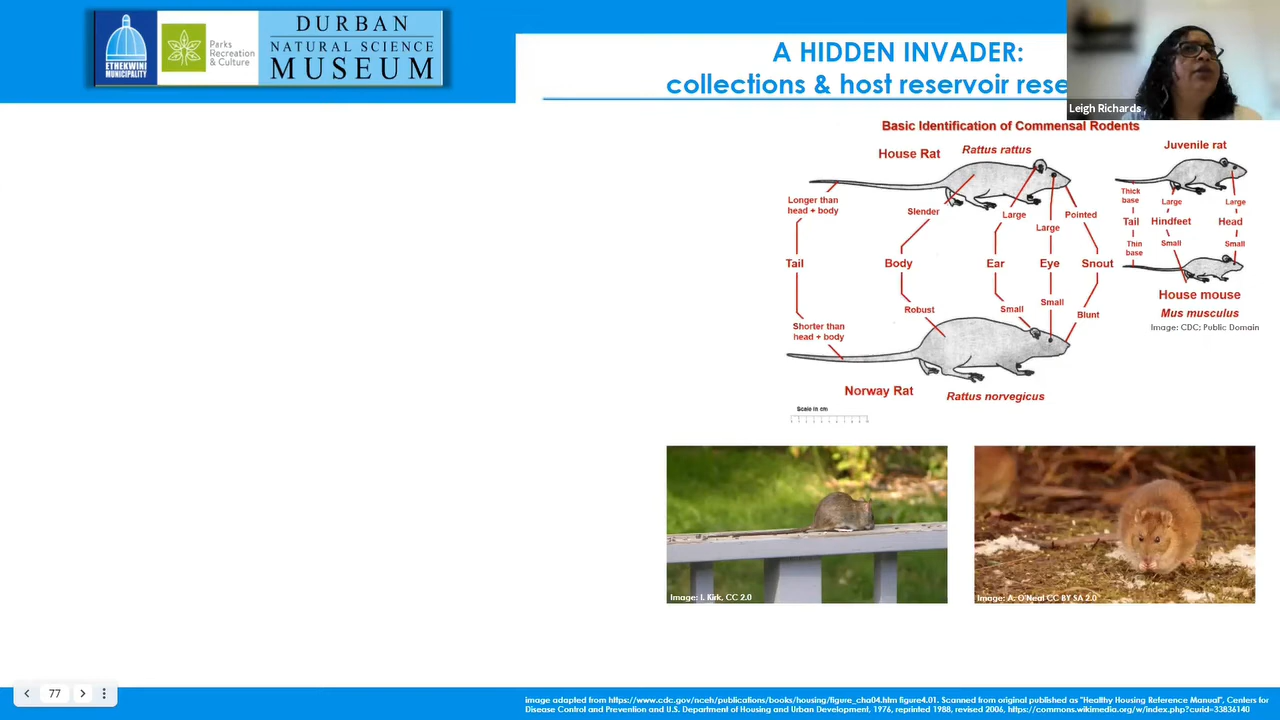 ETHEKWINI
MUNICIPALITY
Parks
Recreation
& Culture
DURBAN
NATURAL SCIENCE
MUSEUM
A HIDDEN INVADER:
collections & host reservoir rese
Leigh Richards
Basic Identification of Commensal Rodents
House Rat
Rattus rattus
Juvenile rat
Longer than
head + body
Slender
Large
Large
Pointed
Thick
base
Large
Large
Tail
Hindfeet
Head
Thin
base
Small
Small
Tail
Body
Ear
Eye
Snout
House mouse
Mus musculus
Image: CDC; Public Domain
Shorter than
head + body
Robust
Small
Small
Blunt
Norway Rat
Rattus norvegicus
Scale in cm
Image: I. Kirk, CC 2.0
Image: A. O'Neal CC BY SA 2.0
77
image adapted from https://www.cdc.gov/nceh/publications/books/housing/figure_cha04.htm figure4.01. Scanned from original published as "Healthy Housing Reference Manual", Centers for
Disease Control and Prevention and U.S. Department of Housing and Urban Development, 1976, reprinted 1988, revised 2006, https://commons.wikimedia.org/w/index.php?curid=33836140